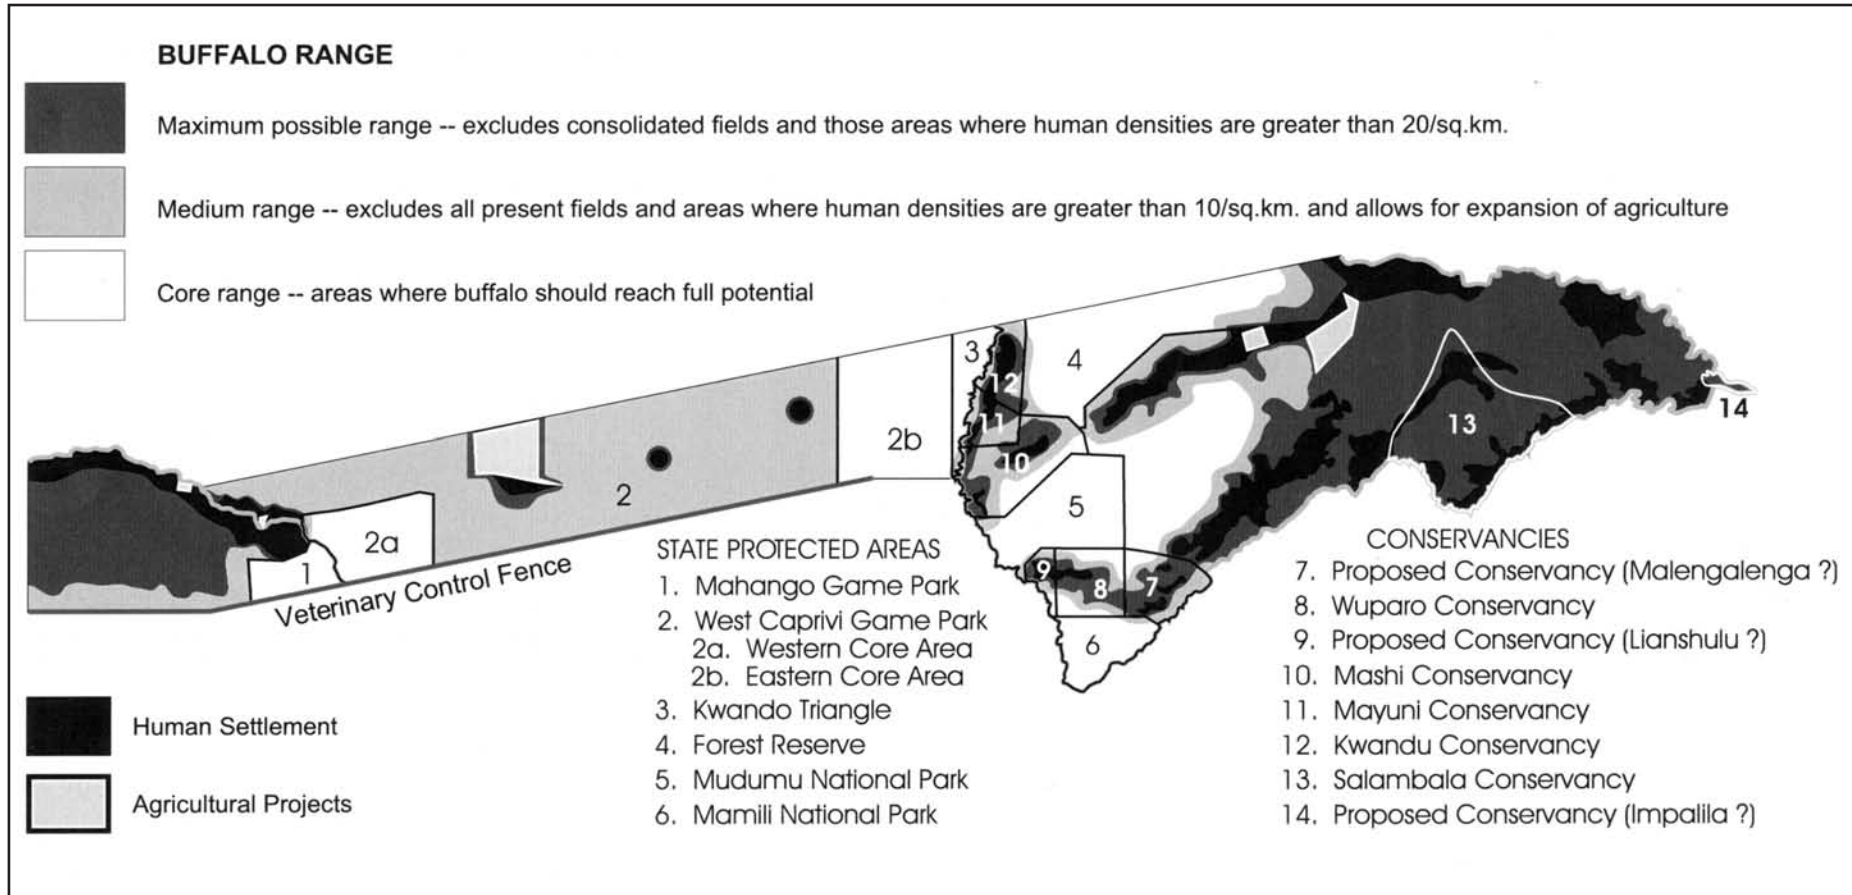 BUFFALO RANGE
Maximum possible range -- excludes consolidated fields and those areas where human densities are greater than 20/sq.km.
Medium range -- excludes all present fields and areas where human densities are greater than 10/sq.km. and allows for expansion of agriculture
Core range -- areas where buffalo should reach full potential
3
4
12
11
2b
10
13
14
2
2a
1
5
9
8
7
6
Veterinary Control Fence
STATE PROTECTED AREAS
1. Mahango Game Park
2. West Caprivi Game Park
2a. Western Core Area
2b. Eastern Core Area
3. Kwando Triangle
4. Forest Reserve
5. Mudumu National Park
6. Mamili National Park
CONSERVANCIES
7. Proposed Conservancy (Malengalenga ?)
8. Wuparo Conservancy
9. Proposed Conservancy (Lianshulu ?)
10. Mashi Conservancy
11. Mayuni Conservancy
12. Kwandu Conservancy
13. Salambala Conservancy
14. Proposed Conservancy (Impalila ?)
Human Settlement
Agricultural Projects